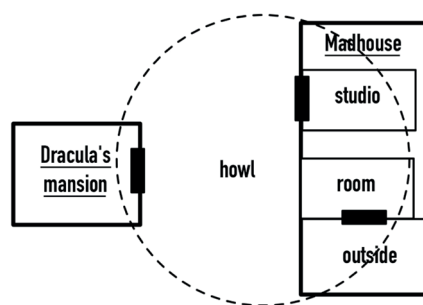 Madhouse
studio
Dracula's
mansion
howl
room
outside